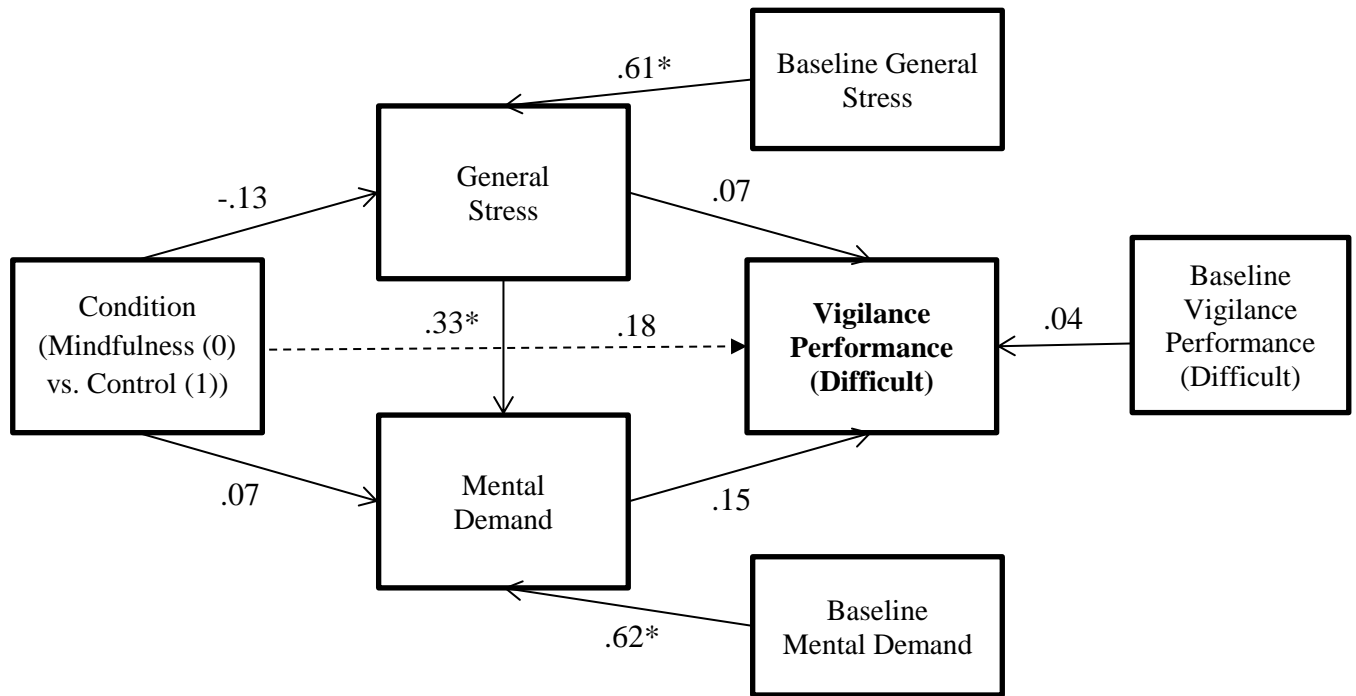 Baseline General
Stress
.61*
General
Stress
-.13
.07
Condition
(Mindfulness (0)
vs. Control (1))
.33*
.18
Vigilance
Performance
(Difficult)
.04
Baseline
Vigilance
Performance
(Difficult)
.07
Mental
Demand
.15
.62*
Baseline
Mental Demand